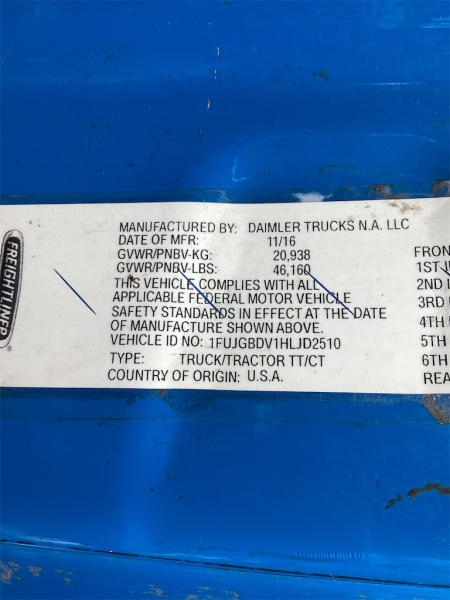 FREIGHTLINER
MANUFACTURED BY: DAIMLER TRUCKS N.A. LLC
DATE OF MFR: 11/16
GVWR/PNBV-KG: 20,938
GVWR/PNBV-LBS: 46,160
THIS VEHICLE COMPLIES WITH ALL
APPLICABLE FEDERAL MOTOR VEHICLE
SAFETY STANDARDS IN EFFECT AT THE DATE
OF MANUFACTURE SHOWN ABOVE.
VEHICLE ID NO: 1FUJGBDV1HLJD2510
TYPE: TRUCK/TRACTOR TT/CT
COUNTRY OF ORIGIN: U.S.A.
FRON
1ST
2ND
3RD
4TH
5TH
6TH
REA